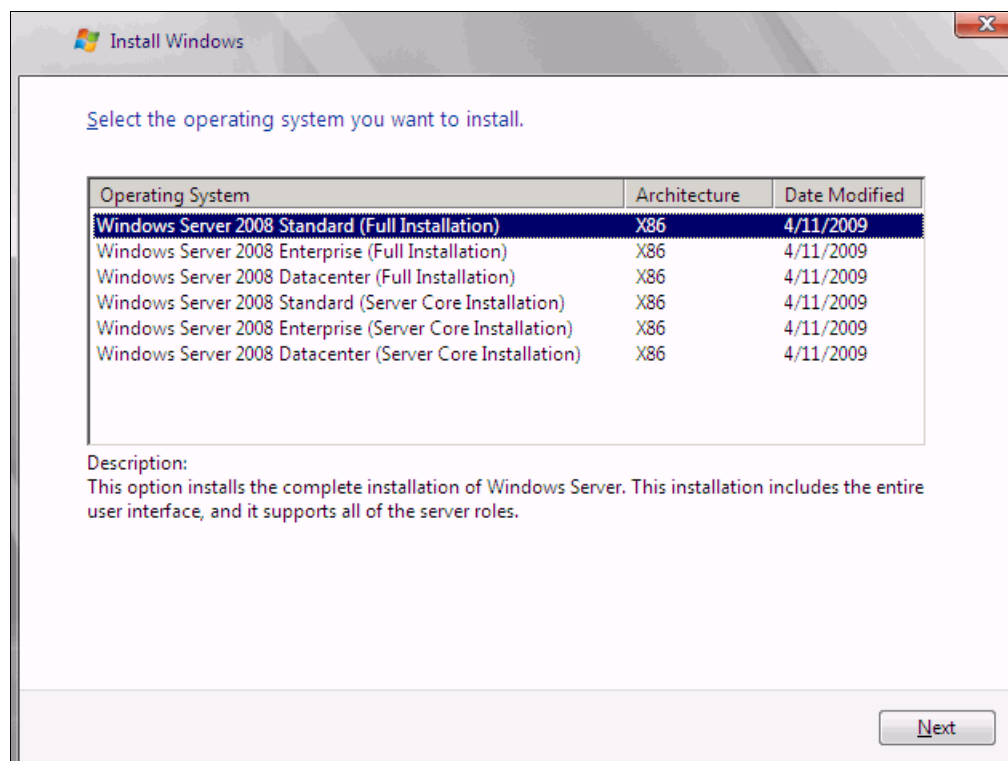 Install Windows
Select the operating system you want to install.
Operating System Architecture Date Modified
Windows Server 2008 Standard (Full Installation) X86 4/11/2009
Windows Server 2008 Enterprise (Full Installation) X86 4/11/2009
Windows Server 2008 Datacenter (Full Installation) X86 4/11/2009
Windows Server 2008 Standard (Server Core Installation) X86 4/11/2009
Windows Server 2008 Enterprise (Server Core Installation) X86 4/11/2009
Windows Server 2008 Datacenter (Server Core Installation) X86 4/11/2009
Description:
This option installs the complete installation of Windows Server. This installation includes the entire
user interface, and it supports all of the server roles.
Next